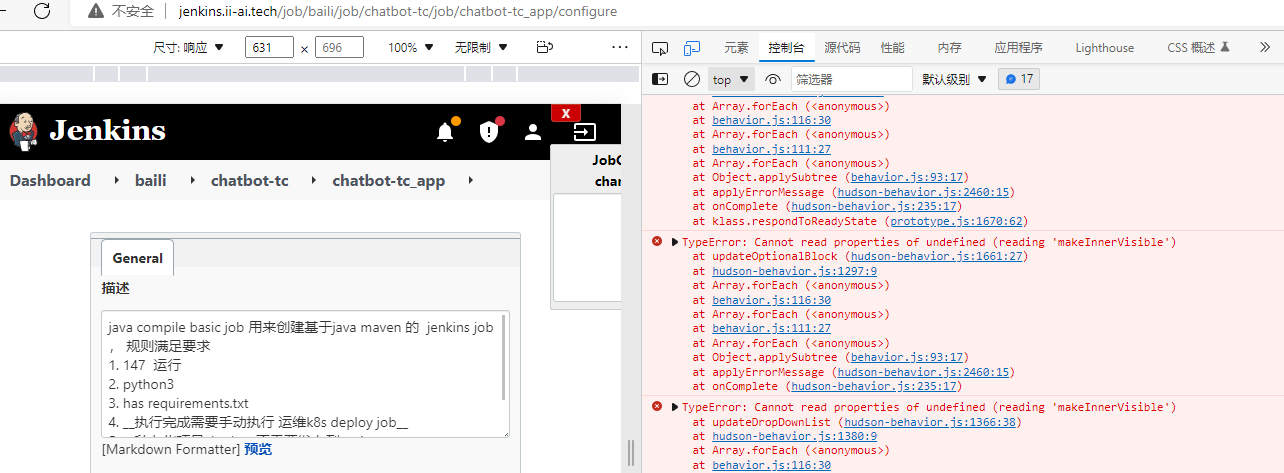 不安全
jenkins.ii-ai.tech/job/baili/job/chatbot-tc/job/chatbot-tc_app/configure
尺寸: 响应 631 × 696 100% 无限制
元素 控制台 源代码 性能 内存 应用程序 Lighthouse CSS 概述
top 筛选器 默认级别 17
Jenkins
X
Dashboard baili chatbot-tc chatbot-tc_app
General
描述
java compile basic job 用来创建基于java maven 的 jenkins job
， 规则满足要求
1. 147 运行
2. python3
3. has requirements.txt
4. __执行完成需要手动执行 运维k8s deploy job__
[Markdown Formatter] 预览
at Array.forEach (<anonymous>)
at behavior.js:116:30
at Array.forEach (<anonymous>)
at behavior.js:111:27
at Array.forEach (<anonymous>)
at Object.applySubtree (behavior.js:93:17)
at applyErrorMessage (hudson-behavior.js:2460:15)
at onComplete (hudson-behavior.js:235:17)
at klass.respondToReadyState (prototype.js:1670:62)
TypeError: Cannot read properties of undefined (reading 'makeInnerVisible')
at updateOptionalBlock (hudson-behavior.js:1661:27)
at hudson-behavior.js:1297:9
at Array.forEach (<anonymous>)
at behavior.js:116:30
at Array.forEach (<anonymous>)
at behavior.js:111:27
at Array.forEach (<anonymous>)
at Object.applySubtree (behavior.js:93:17)
at applyErrorMessage (hudson-behavior.js:2460:15)
at onComplete (hudson-behavior.js:235:17)
TypeError: Cannot read properties of undefined (reading 'makeInnerVisible')
at updateDropDownList (hudson-behavior.js:1366:38)
at hudson-behavior.js:1380:9
at Array.forEach (<anonymous>)
at behavior.js:116:30